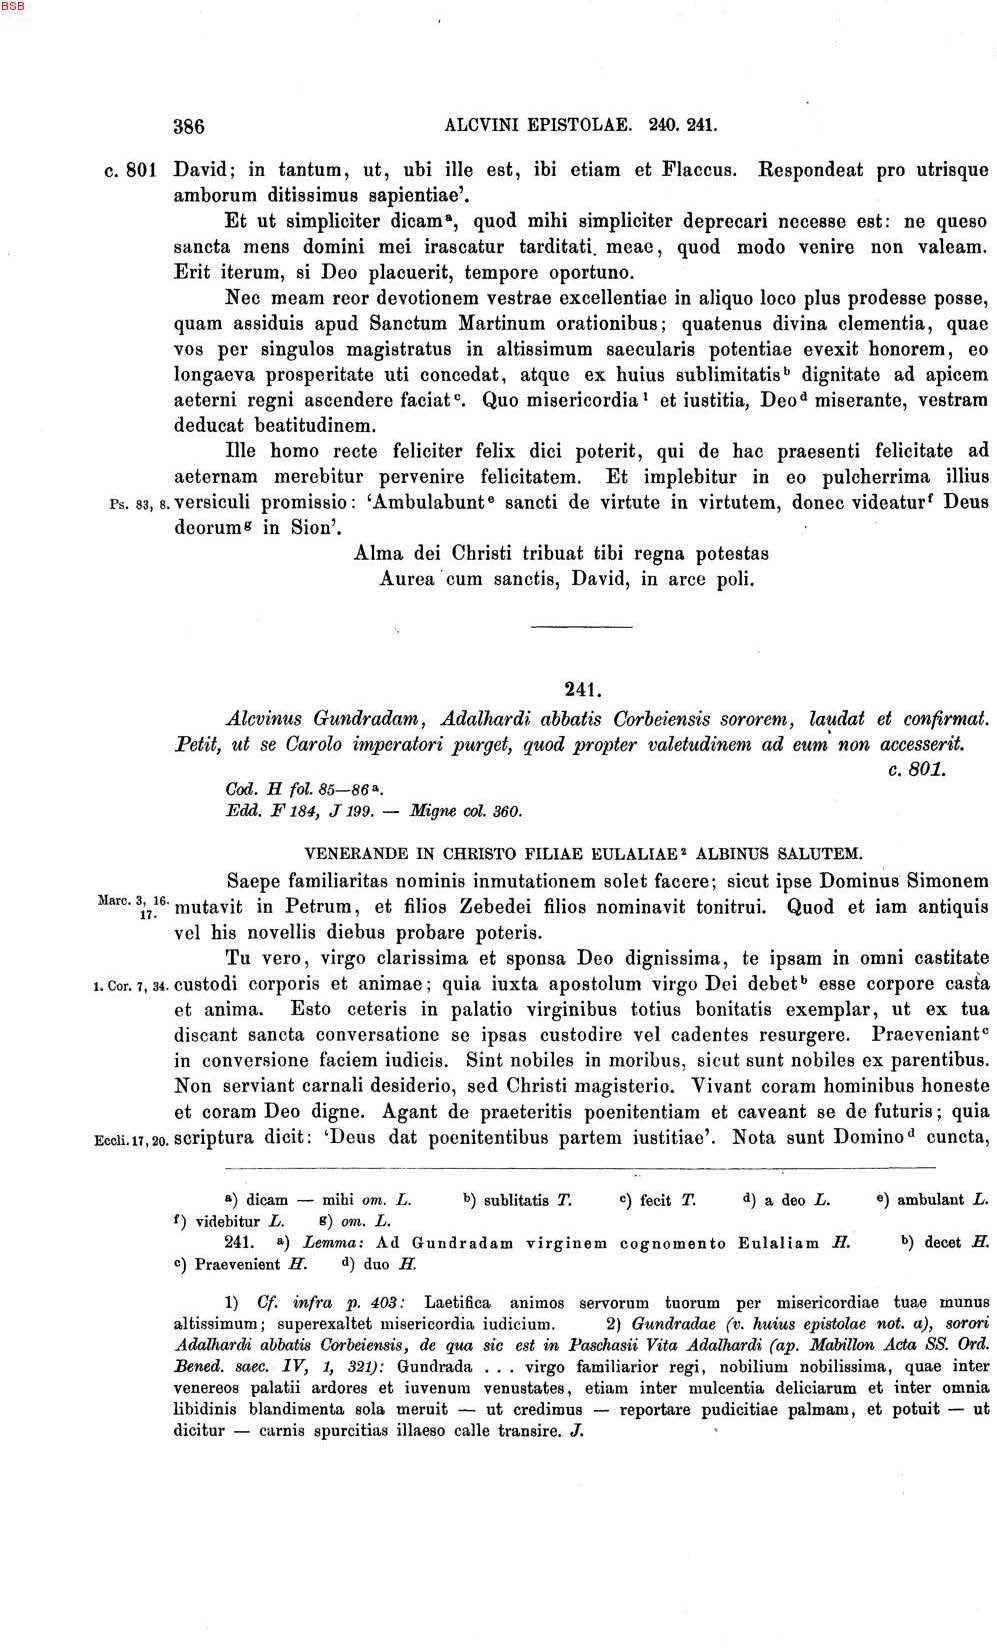 BSB
386 ALCVINI EPISTOLAE. 240. 241.
c. 801 David; in tantum, ut, ubi ille est, ibi etiam et Flaccus. Respondeat pro utrisque
amborum ditissimus sapientiae’.
Et ut simpliciter dicamᵃ, quod mihi simpliciter deprecari necesse est: ne queso
sancta mens domini mei irascatur tarditati meae, quod modo venire non valeam.
Erit iterum, si Deo placuerit, tempore oportuno.
Nec meam reor devotionem vestrae excellentiae in aliquo loco plus prodesse posse,
quam assiduis apud Sanctum Martinum orationibus; quatenus divina clementia, quae
vos per singulos magistratus in altissimum saecularis potentiae evexit honorem, eo
longaeva prosperitate uti concedat, atque ex huius sublimitatisᵇ dignitate ad apicem
aeterni regni ascendere faciatᶜ. Quo misericordia¹ et iustitia, Deoᵈ miserante, vestram
deducat beatitudinem.
Ille homo recte feliciter felix dici poterit, qui de hac praesenti felicitate ad
aeternam merebitur pervenire felicitatem. Et implebitur in eo pulcherrima illius
Ps. 83, 8. versiculi promissio: ‘Ambulabuntᵉ sancti de virtute in virtutem, donec videaturᶠ Deus
deorumᵍ in Sion’.
Alma dei Christi tribuat tibi regna potestas
Aurea cum sanctis, David, in arce poli.
241.
Alcvinus Gundradam, Adalhardi abbatis Corbeiensis sororem, laudat et confirmat.
Petit, ut se Carolo imperatori purget, quod propter valetudinem ad eum non accesserit.
c. 801.
Cod. H fol. 85—86ᵃ.
Edd. F 184, J 199. — Migne col. 360.
VENERANDE IN CHRISTO FILIAE EULALIAE² ALBINUS SALUTEM.
Saepe familiaritas nominis inmutationem solet facere; sicut ipse Dominus Simonem
Marc. 3, 16. 17. mutavit in Petrum, et filios Zebedei filios nominavit tonitrui. Quod et iam antiquis
vel his novellis diebus probare poteris.
Tu vero, virgo clarissima et sponsa Deo dignissima, te ipsam in omni castitate
1. Cor. 7, 34. custodi corporis et animae; quia iuxta apostolum virgo Dei debetᵇ esse corpore casta
et anima. Esto ceteris in palatio virginibus totius bonitatis exemplar, ut ex tua
discant sancta conversatione se ipsas custodire vel cadentes resurgere. Praeveniantᶜ
in conversione faciem iudicis. Sint nobiles in moribus, sicut sunt nobiles ex parentibus.
Non serviant carnali desiderio, sed Christi magisterio. Vivant coram hominibus honeste
et coram Deo digne. Agant de praeteritis poenitentiam et caveant se de futuris; quia
Eccli. 17, 20. scriptura dicit: ‘Deus dat poenitentibus partem iustitiae’. Nota sunt Dominoᵈ cuncta,
a) dicam — mihi om. L. b) sublitatis T. c) fecit T. d) a deo L. e) ambulant L.
f) videbitur L. g) om. L.
241. a) Lemma: Ad Gundradam virginem cognomento Eulaliam H. b) decet H.
c) Praevenient H. d) duo H.
1) Cf. infra p. 403: Laetifica animos servorum tuorum per misericordiae tuae munus
altissimum; superexaltet misericordia iudicium. 2) Gundradae (v. huius epistolae not. a), sorori
Adalhardi abbatis Corbeiensis, de qua sic est in Paschasii Vita Adalhardi (ap. Mabillon Acta SS. Ord.
Bened. saec. IV, 1, 321): Gundrada . . . virgo familiarior regi, nobilium nobilissima, quae inter
venereos palatii ardores et iuvenum venustates, etiam inter mulcentia deliciarum et inter omnia
libidinis blandimenta sola meruit — ut credimus — reportare pudicitiae palmam, et potuit — ut
dicitur — carnis spurcitias illaeso calle transire. J.